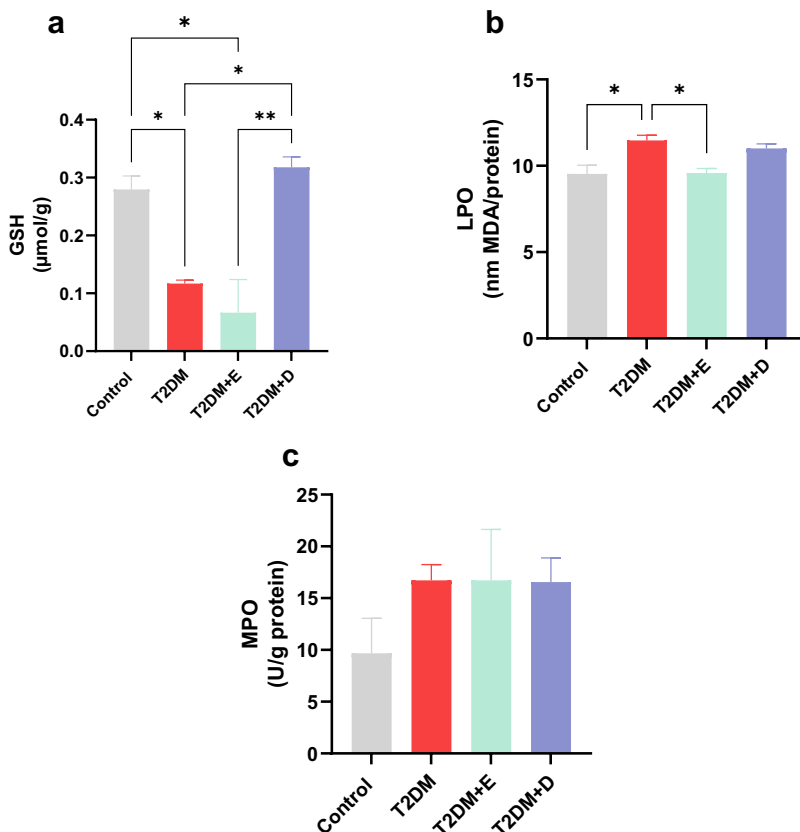 a
*
*
*
**
GSH
(µmol/g)
0.4
0.3
0.2
0.1
0.0
Control
T2DM
T2DM+E
T2DM+D
b
*
*
LPO
(nm MDA/protein)
15
10
5
0
Control
T2DM
T2DM+E
T2DM+D
c
MPO
(U/g protein)
25
20
15
10
5
0
Control
T2DM
T2DM+E
T2DM+D